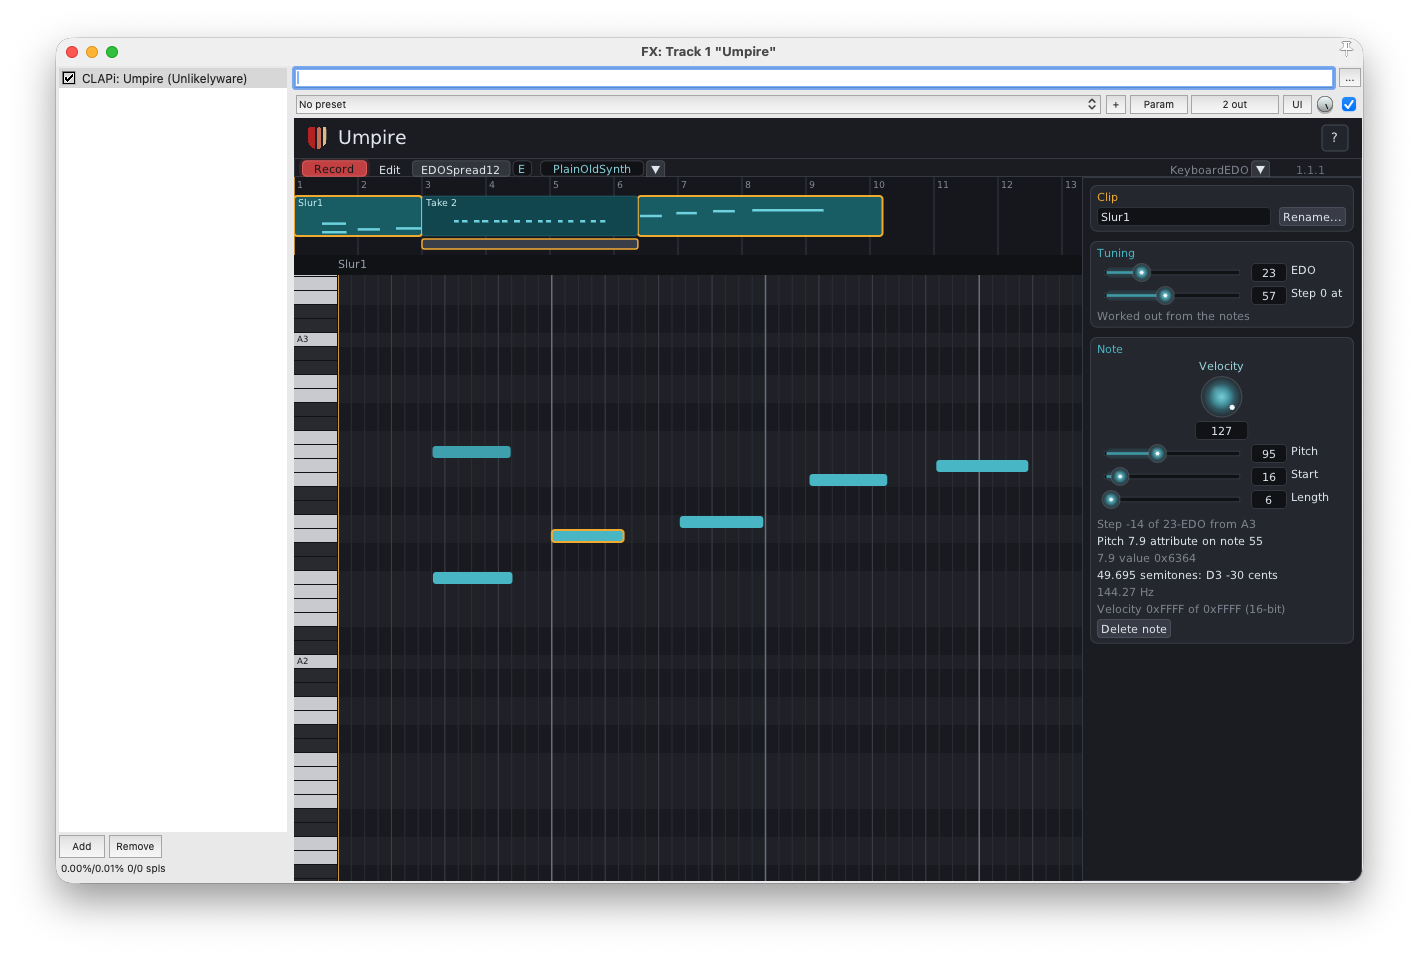 FX: Track 1 "Umpire"
CLAPi: Umpire (Unlikelyware)
...
No preset
+
Param
2 out
UI
Umpire
?
Record
Edit
EDOSpread12
E
PlainOldSynth
KeyboardEDO
1.1.1
1 2 3 4 5 6 7 8 9 10 11 12 13
Slur1
Take 2
Slur1
A3
A2
Clip
Slur1
Rename...
Tuning
23 EDO
57 Step 0 at
Worked out from the notes
Note
Velocity
127
95 Pitch
16 Start
6 Length
Step -14 of 23-EDO from A3
Pitch 7.9 attribute on note 55
7.9 value 0x6364
49.695 semitones: D3 -30 cents
144.27 Hz
Velocity 0xFFFF of 0xFFFF (16-bit)
Delete note
Add
Remove
0.00%/0.01% 0/0 spls